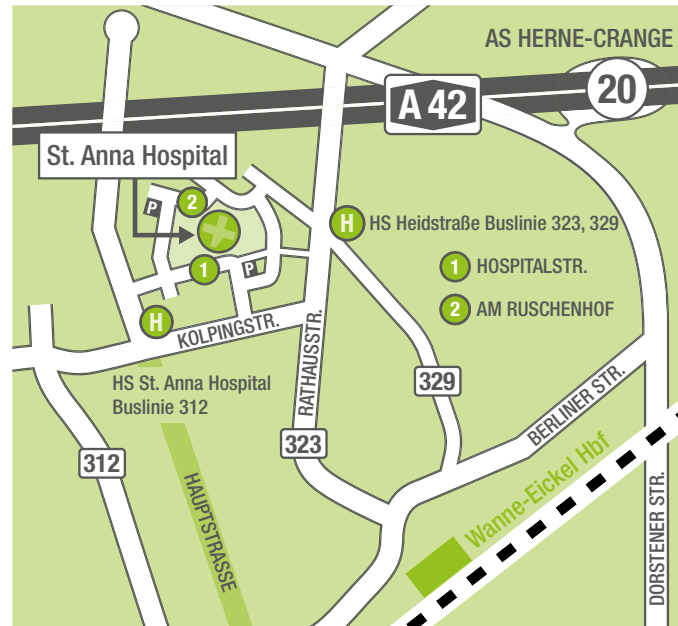 AS HERNE-CRANGE
20
A 42
St. Anna Hospital
2
P
H
HS Heidstraße Buslinie 323, 329
1
P
1
HOSPITALSTR.
2
AM RUSCHENHOF
H
KOLPINGSTR.
RATHAUSSTR.
HS St. Anna Hospital
Buslinie 312
329
BERLINER STR.
323
312
HAUPTSTRASSE
Wanne-Eickel Hbf
DORSTENER STR.